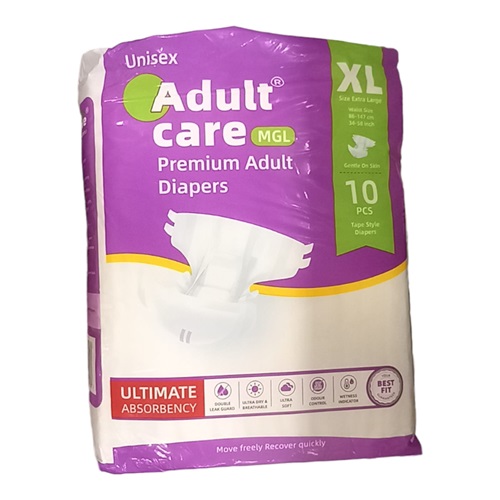 Unisex
Adult®
care MGL
Premium Adult
Diapers
XL
Size Extra Large
Waist Size
Gentle On Skin
10
PCS
Tape Style
Diapers
ULTIMATE
ABSORBENCY
DOUBLE
LEAK GUARD
ULTRA DRY &
BREATHABLE
ULTRA
SOFT
ODOUR
CONTROL
WETNESS
INDICATOR
BEST
FIT
Move freely Recover quickly